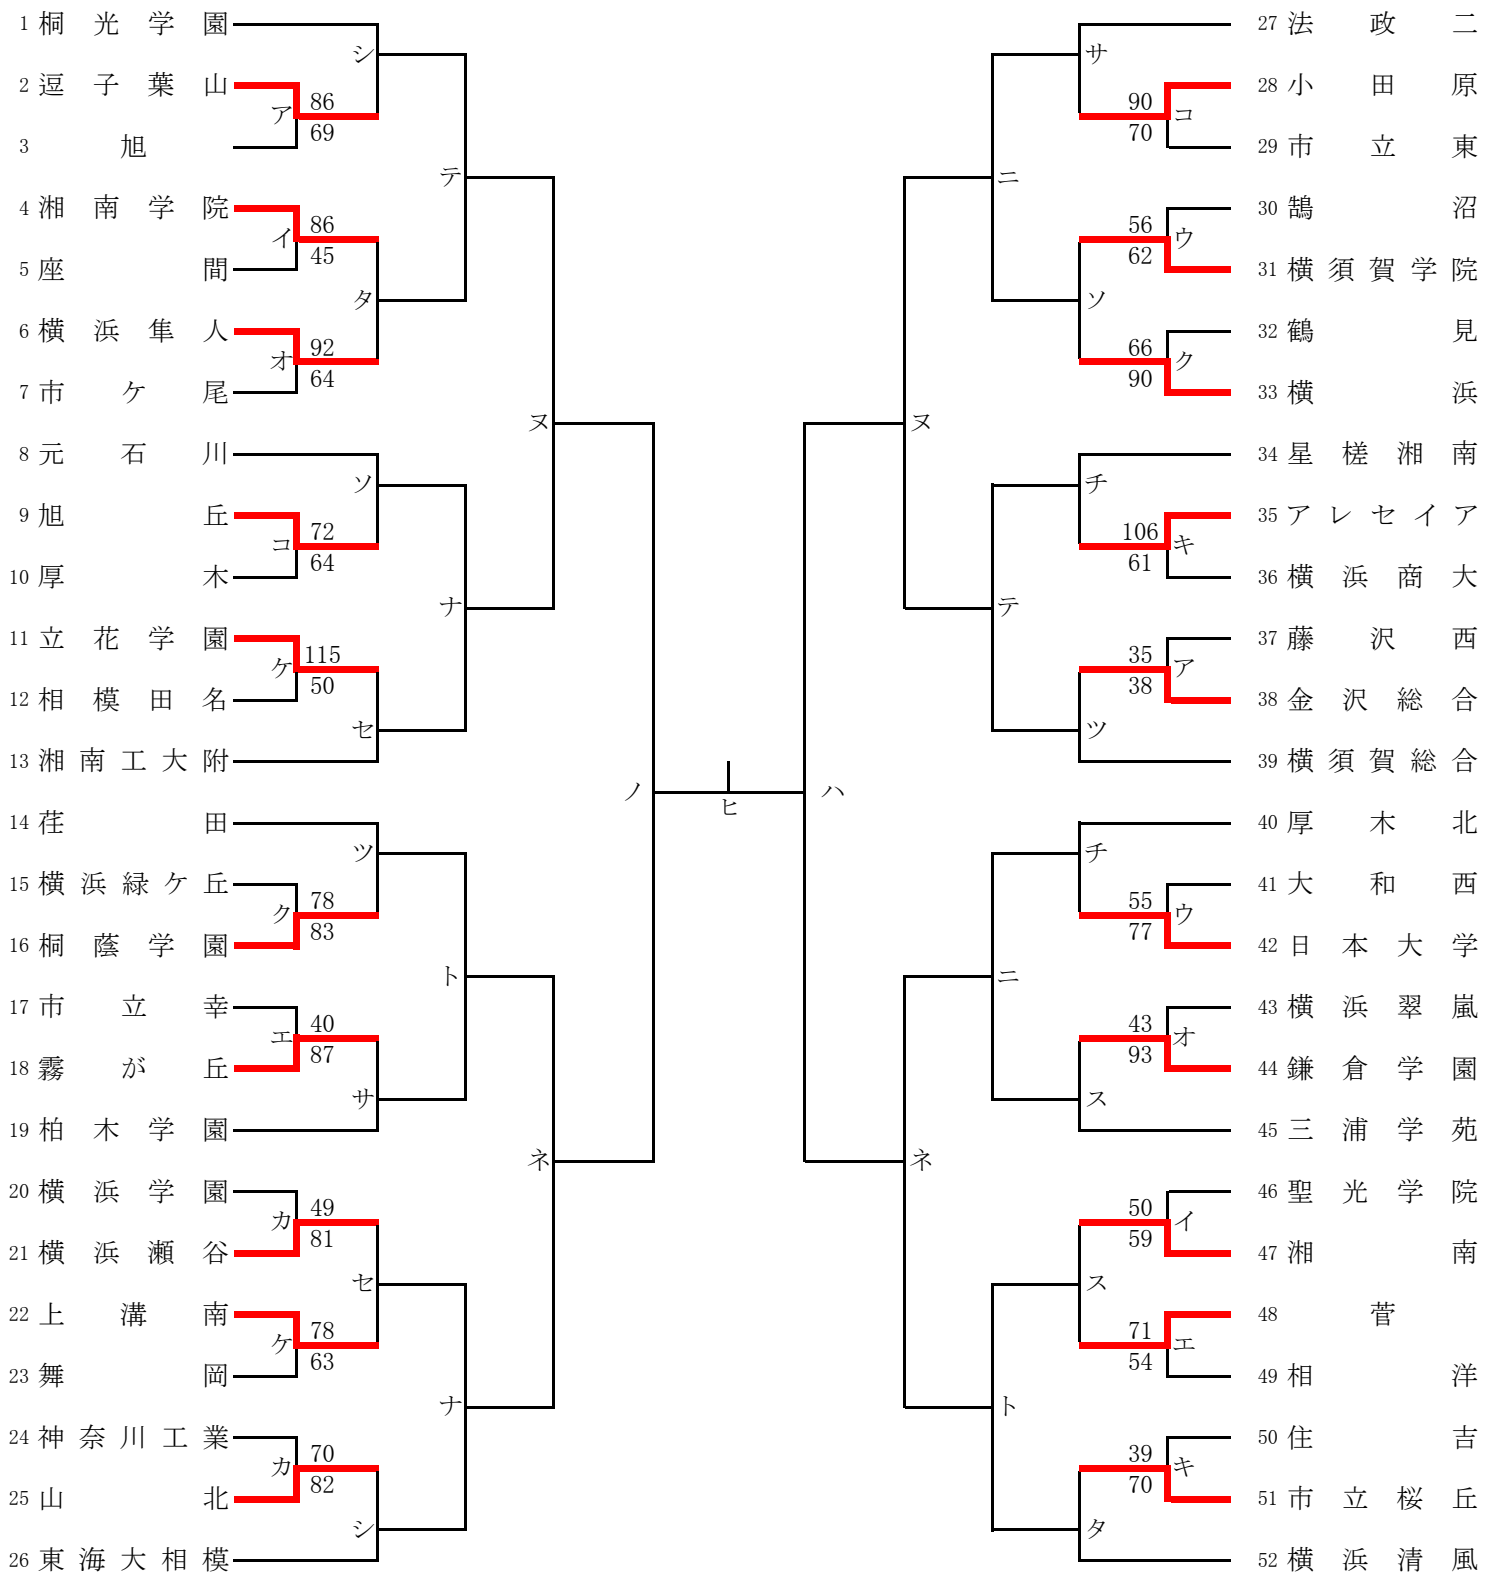 1 桐光学園
シ
2 逗子葉山
ア 86
69
3 旭
テ
4 湘南学院
イ 86
45
5 座間
タ
6 横浜隼人
オ 92
64
7 市ケ尾
ヌ
8 元石川
ソ
9 旭丘
コ 72
64
10 厚木
ナ
11 立花学園
ケ 115
50
12 相模田名
セ
13 湘南工大附
ノ
14 荏田
ツ
15 横浜緑ケ丘
ク 78
83
16 桐蔭学園
ト
17 市立幸
エ 40
87
18 霧が丘
サ
19 柏木学園
ネ
20 横浜学園
カ 49
81
21 横浜瀬谷
セ
22 上溝南
ケ 78
63
23 舞岡
ナ
24 神奈川工業
カ 70
82
25 山北
シ
26 東海大相模
ヒ
27 法政二
サ
28 小田原
90 コ
70
29 市立東
ニ
30 鵠沼
56 ウ
62
31 横須賀学院
ソ
32 鶴見
66 ク
90
33 横浜
ヌ
34 星槎湘南
チ
35 アレセイア
106 キ
61
36 横浜商大
テ
37 藤沢西
35 ア
38
38 金沢総合
ツ
39 横須賀総合
ハ
40 厚木北
チ
41 大和西
55 ウ
77
42 日本大学
ニ
43 横浜翠嵐
43 オ
93
44 鎌倉学園
ス
45 三浦学苑
ネ
46 聖光学院
50 イ
59
47 湘南
ス
48 菅
71 エ
54
49 相洋
ト
50 住吉
39 キ
70
51 市立桜丘
タ
52 横浜清風